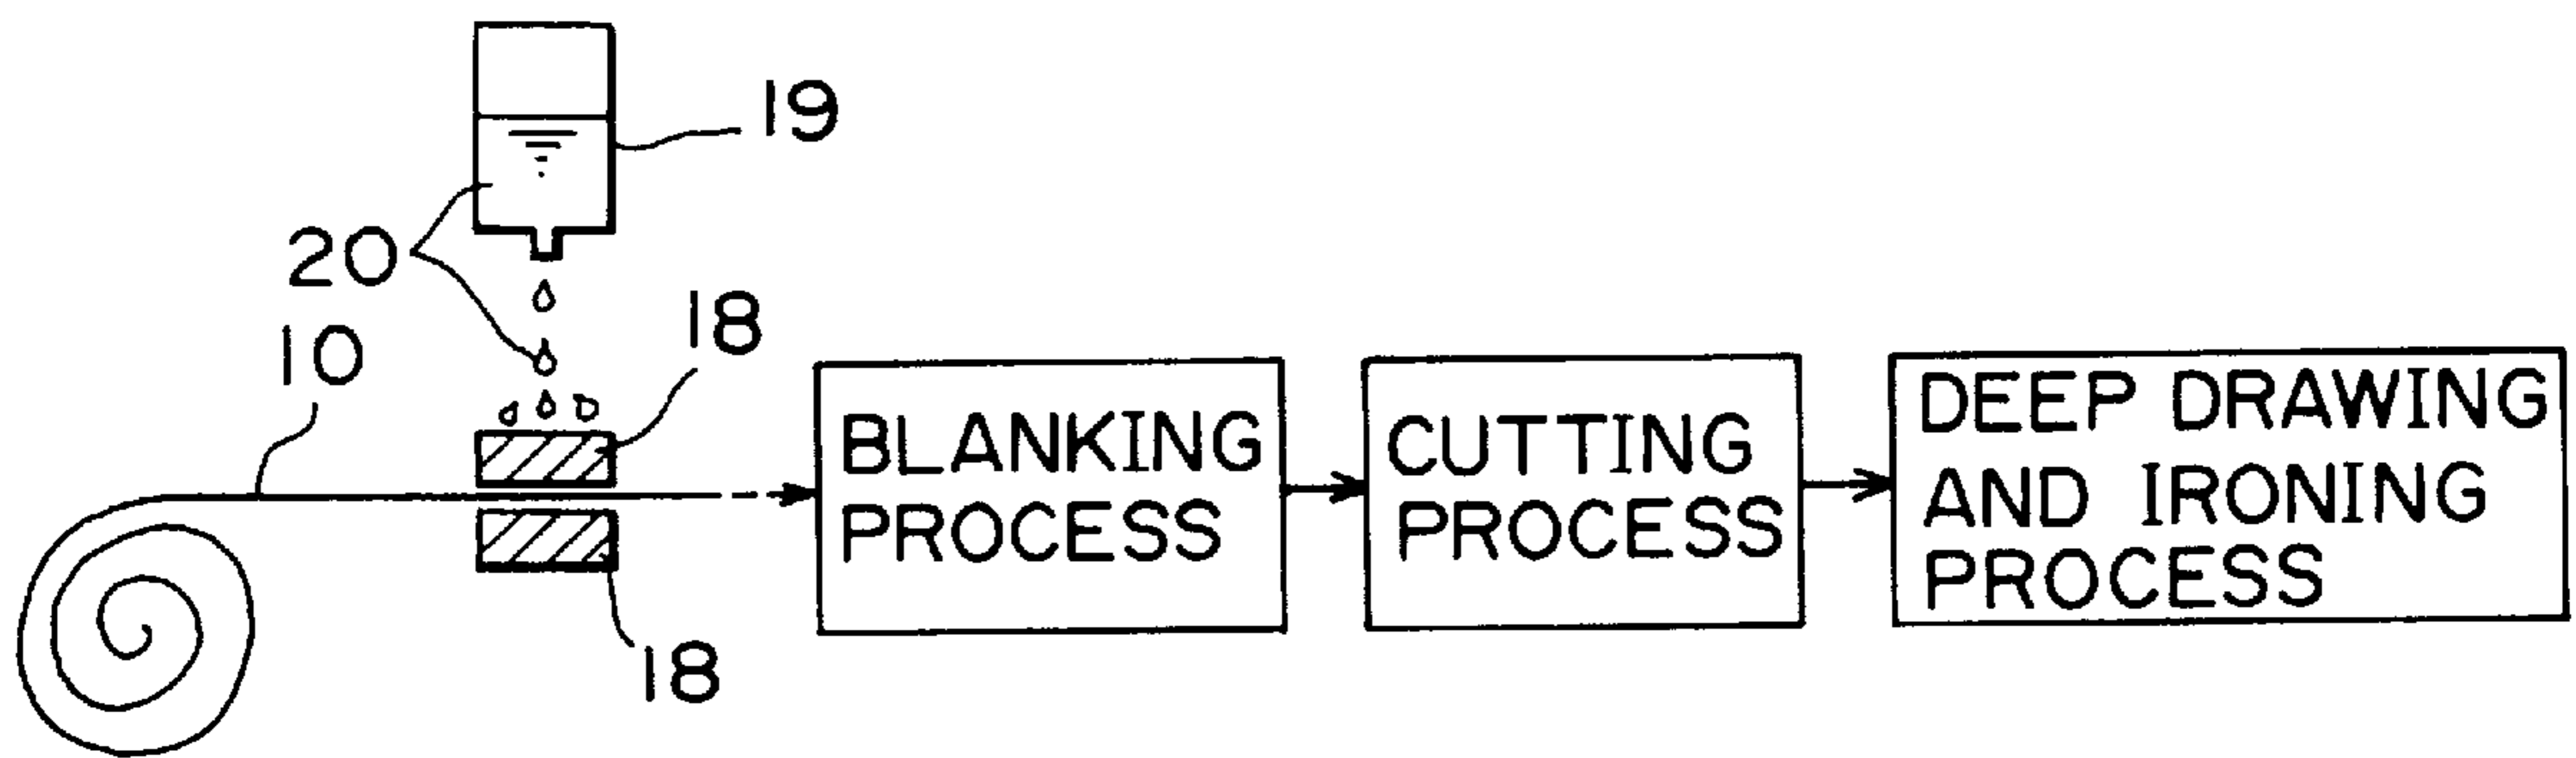 19
20
18
10
BLANKING
PROCESS
CUTTING
PROCESS
DEEP DRAWING
AND IRONING
PROCESS
18